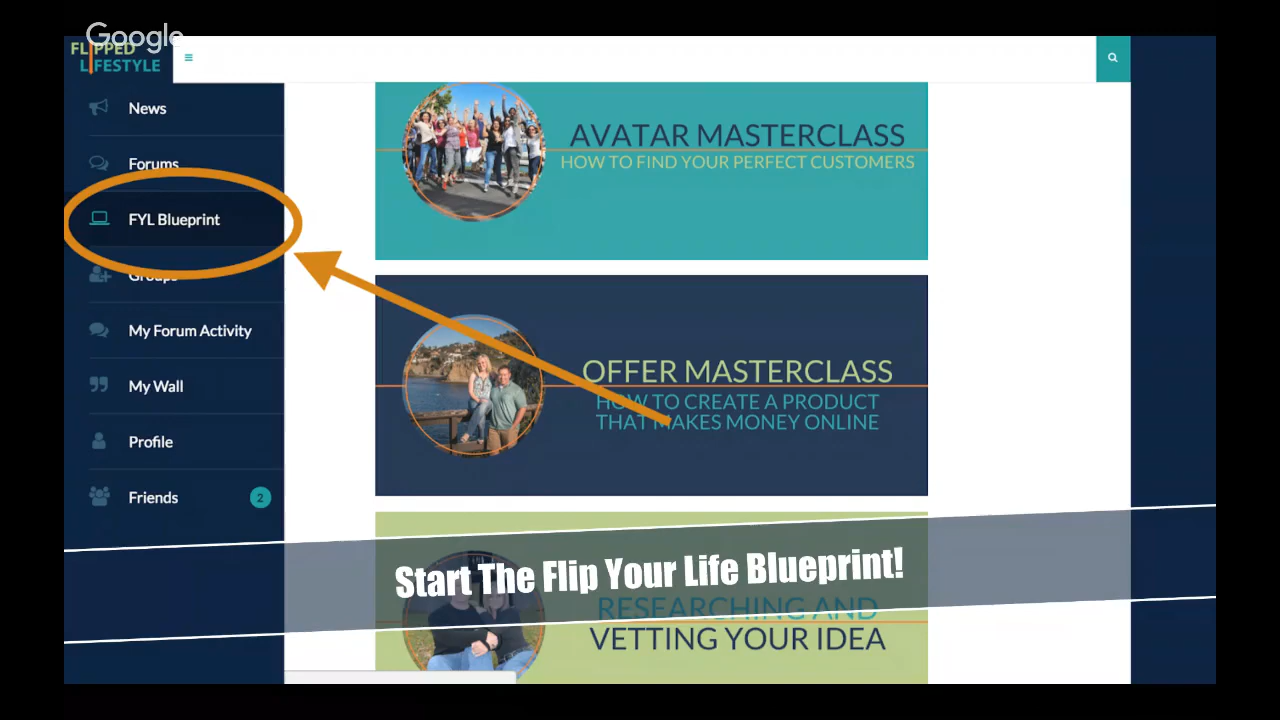 Google
FLIPPED
LIFESTYLE
News
Forums
FYL Blueprint
Groups
My Forum Activity
My Wall
Profile
Friends 2
AVATAR MASTERCLASS
HOW TO FIND YOUR PERFECT CUSTOMERS
OFFER MASTERCLASS
HOW TO CREATE A PRODUCT
THAT MAKES MONEY ONLINE
Start The Flip Your Life Blueprint!
RESEARCHING AND
VETTING YOUR IDEA